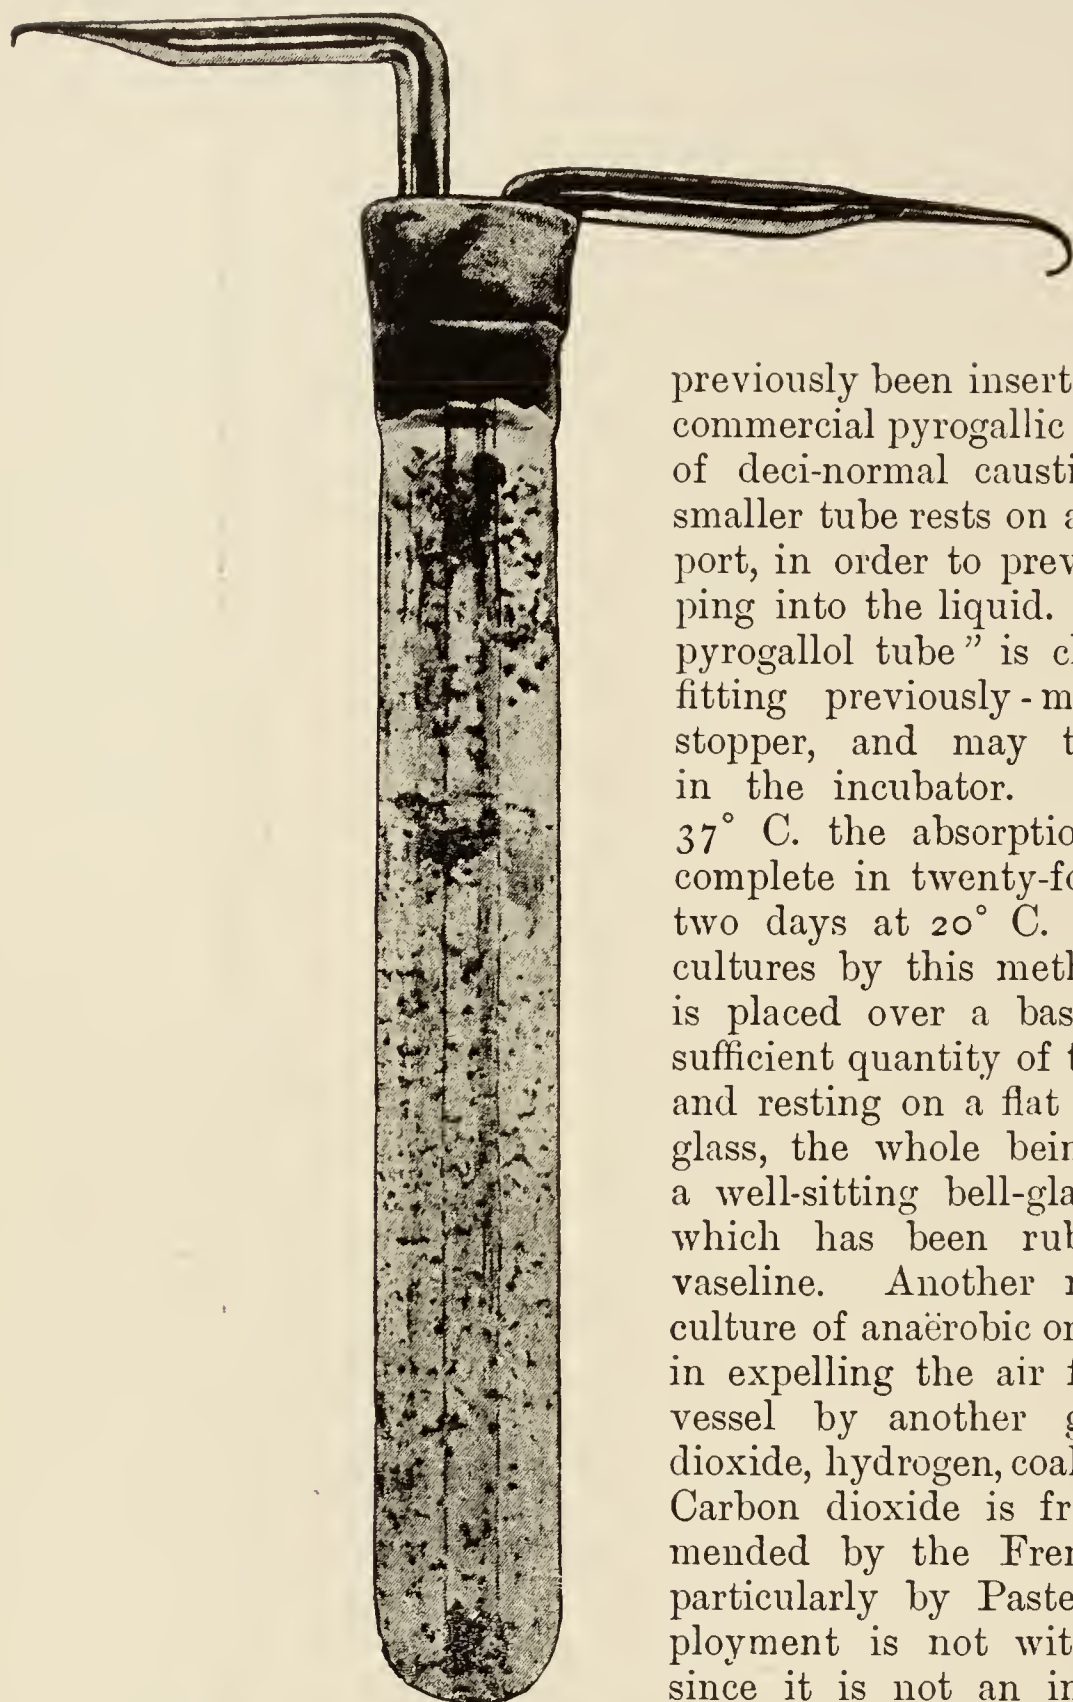 previously been insert
commercial pyrogallic
of deci-normal causti
smaller tube rests on a
port, in order to prev
ping into the liquid.
pyrogallol tube” is cl
fitting previously-m
stopper, and may t
in the incubator.
37° C. the absorptio
complete in twenty-fo
two days at 20° C.
cultures by this meth
is placed over a bas
sufficient quantity of t
and resting on a flat
glass, the whole bein
a well-sitting bell-gla
which has been rub
vaseline. Another
culture of anaërobic or
in expelling the air f
vessel by another g
dioxide, hydrogen, coal
Carbon dioxide is fr
mended by the Fren
particularly by Paste
ployment is not wit
since it is not an in